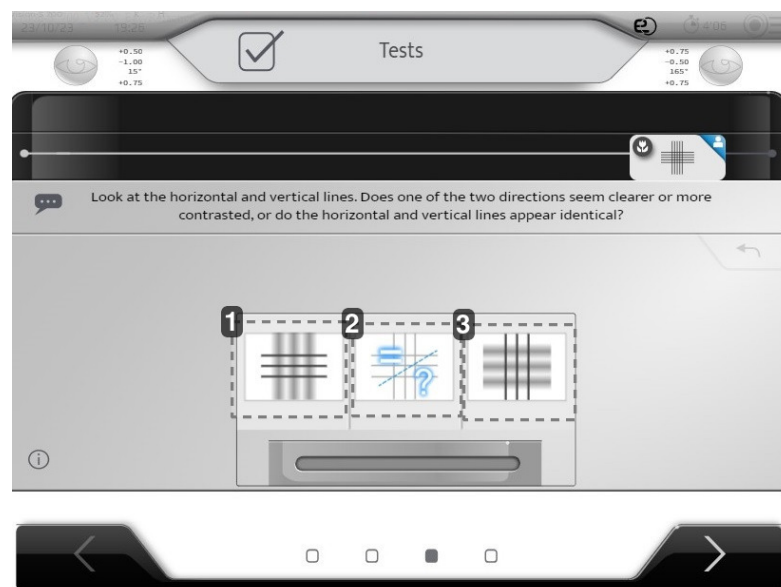 23/10/23 19:26
Tests
4:06
+0.50
-1.00
15°
+0.75
+0.75
-0.50
165°
+0.75
Look at the horizontal and vertical lines. Does one of the two directions seem clearer or more
contrasted, or do the horizontal and vertical lines appear identical?
1 2 3
= ?